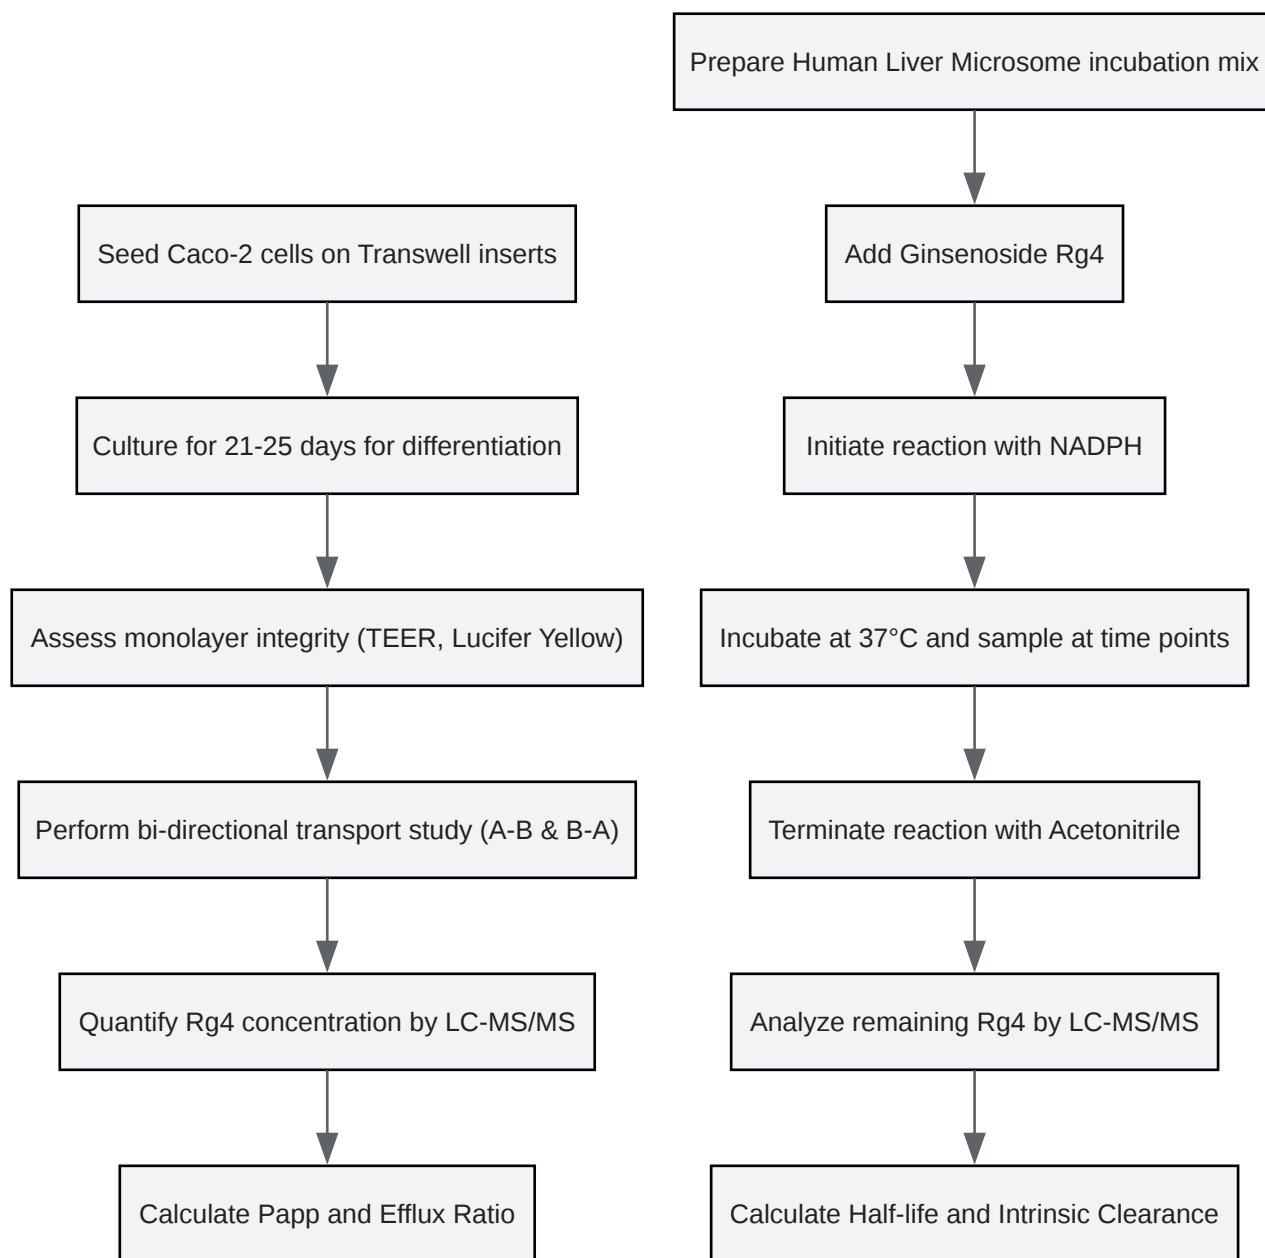 Seed Caco-2 cells on Transwell inserts
Culture for 21-25 days for differentiation
Assess monolayer integrity (TEER, Lucifer Yellow)
Perform bi-directional transport study (A-B & B-A)
Quantify Rg4 concentration by LC-MS/MS
Calculate Papp and Efflux Ratio
Prepare Human Liver Microsome incubation mix
Add Ginsenoside Rg4
Initiate reaction with NADPH
Incubate at 37°C and sample at time points
Terminate reaction with Acetonitrile
Analyze remaining Rg4 by LC-MS/MS
Calculate Half-life and Intrinsic Clearance